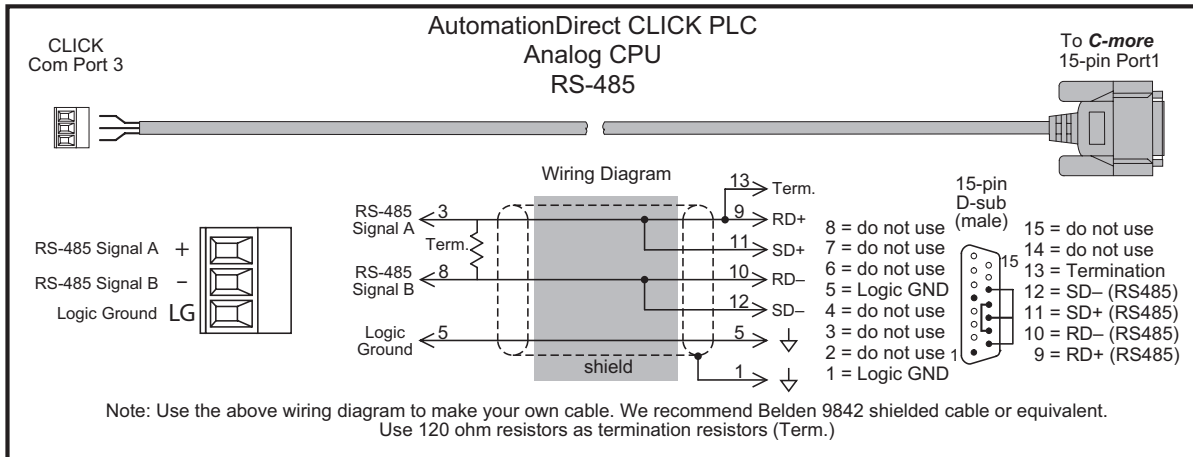 AutomationDirect CLICK PLC
Analog CPU
RS-485
CLICK
Com Port 3
To C-more
15-pin Port1
Wiring Diagram
RS-485 Signal A +
RS-485 Signal B –
Logic Ground LG
RS-485
Signal A
3
Term.
RS-485
Signal B
8
Logic
Ground
5
shield
13
Term.
9
RD+
11
SD+
10
RD–
12
SD–
5
1
8 = do not use
7 = do not use
6 = do not use
5 = Logic GND
4 = do not use
3 = do not use
2 = do not use
1 = Logic GND
15-pin
D-sub
(male)
15
1
15 = do not use
14 = do not use
13 = Termination
12 = SD– (RS485)
11 = SD+ (RS485)
10 = RD– (RS485)
9 = RD+ (RS485)
Note: Use the above wiring diagram to make your own cable. We recommend Belden 9842 shielded cable or equivalent.
Use 120 ohm resistors as termination resistors (Term.)